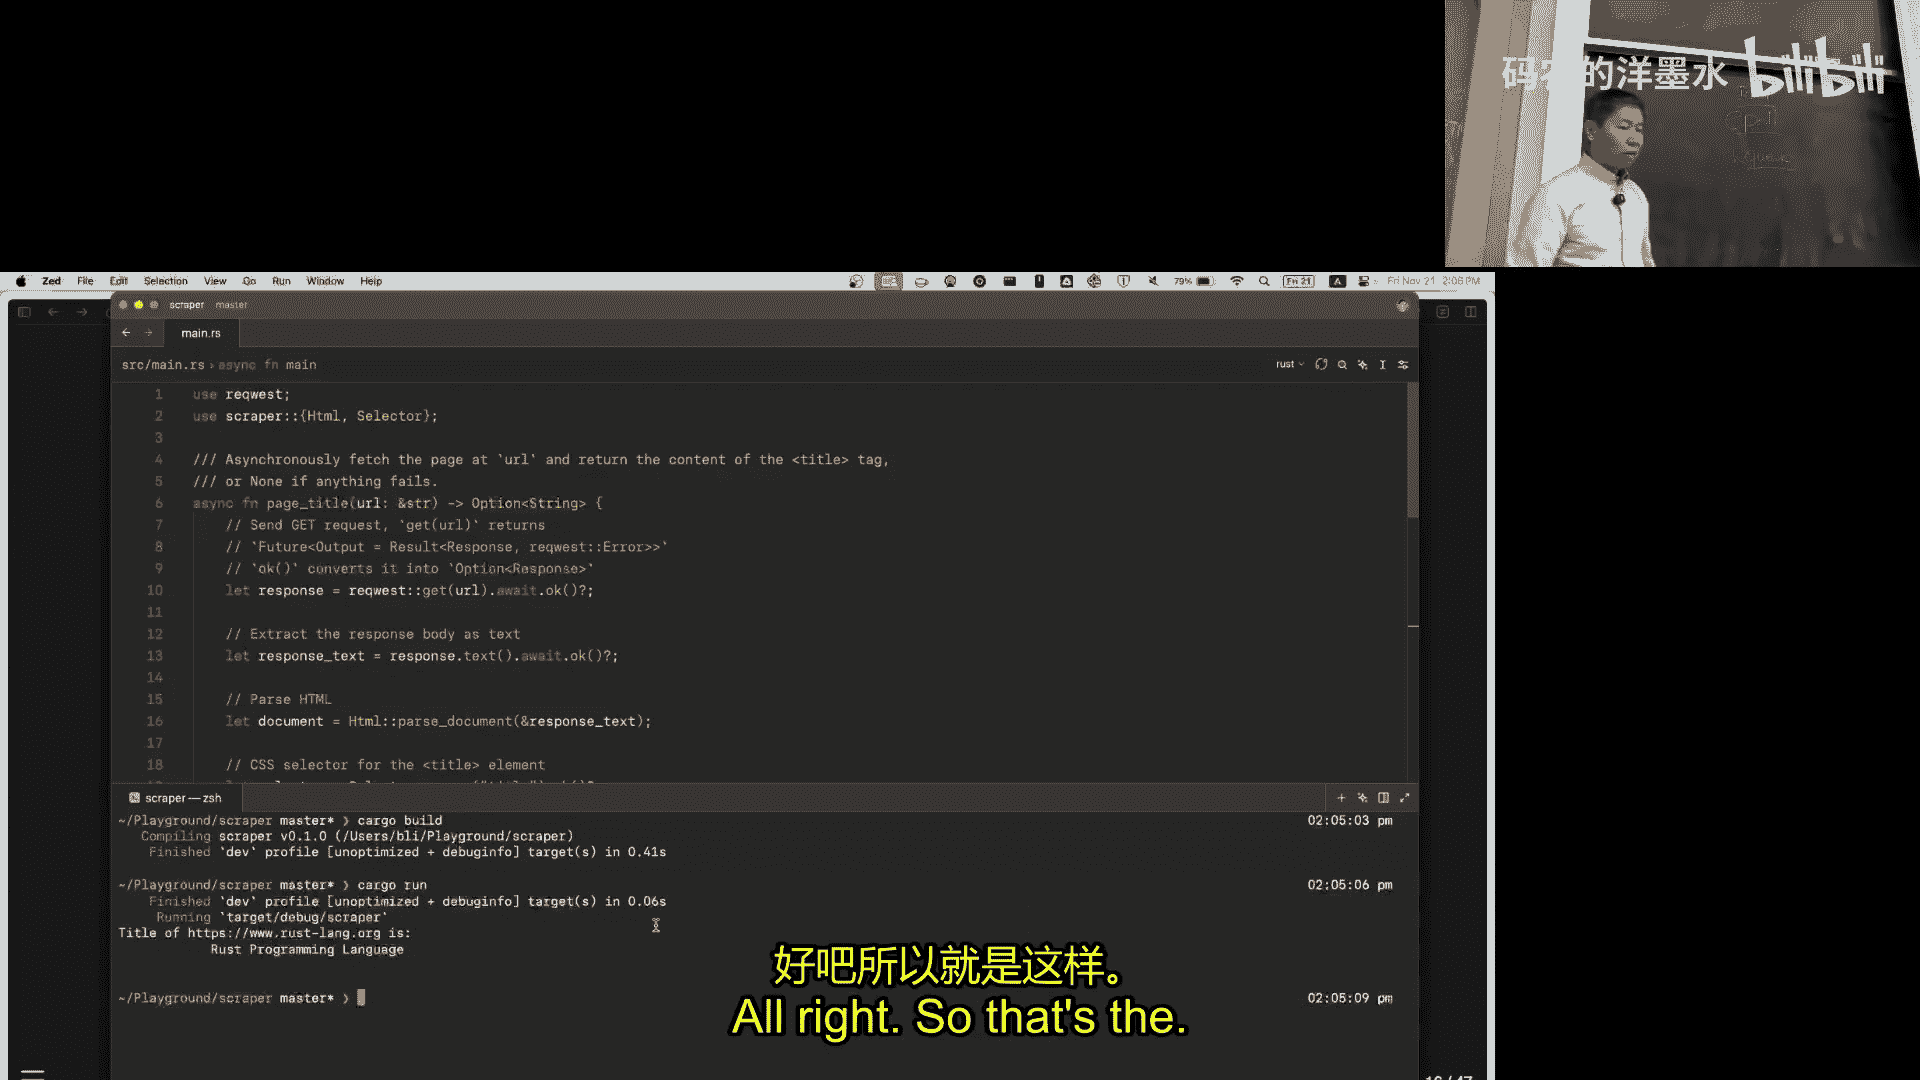 码农的洋墨水 bilibili
Zed File Edit Selection View Go Run Window Help 79% Fri 21 A Fri Nov 21 2:06 PM
scraper master
main.rs
src/main.rs › async fn main rust
1 use reqwest;
2 use scraper::{Html, Selector};
3
4 /// Asynchronously fetch the page at `url` and return the content of the <title> tag,
5 /// or None if anything fails.
6 async fn page_title(url: &str) -> Option<String> {
7 // Send GET request, `get(url)` returns
8 // `Future<Output = Result<Response, reqwest::Error>>`
9 // `ok()` converts it into `Option<Response>`
10 let response = reqwest::get(url).await.ok()?;
11
12 // Extract the response body as text
13 let response_text = response.text().await.ok()?;
14
15 // Parse HTML
16 let document = Html::parse_document(&response_text);
17
18 // CSS selector for the <title> element
scraper — zsh
~/Playground/scraper master* ❯ cargo build 02:05:03 pm
Compiling scraper v0.1.0 (/Users/bli/Playground/scraper)
Finished `dev` profile [unoptimized + debuginfo] target(s) in 0.41s
~/Playground/scraper master* ❯ cargo run 02:05:06 pm
Finished `dev` profile [unoptimized + debuginfo] target(s) in 0.06s
Running `target/debug/scraper`
Title of https://www.rust-lang.org is:
Rust Programming Language
~/Playground/scraper master* ❯ 02:05:09 pm
好吧所以就是这样。
All right. So that's the.